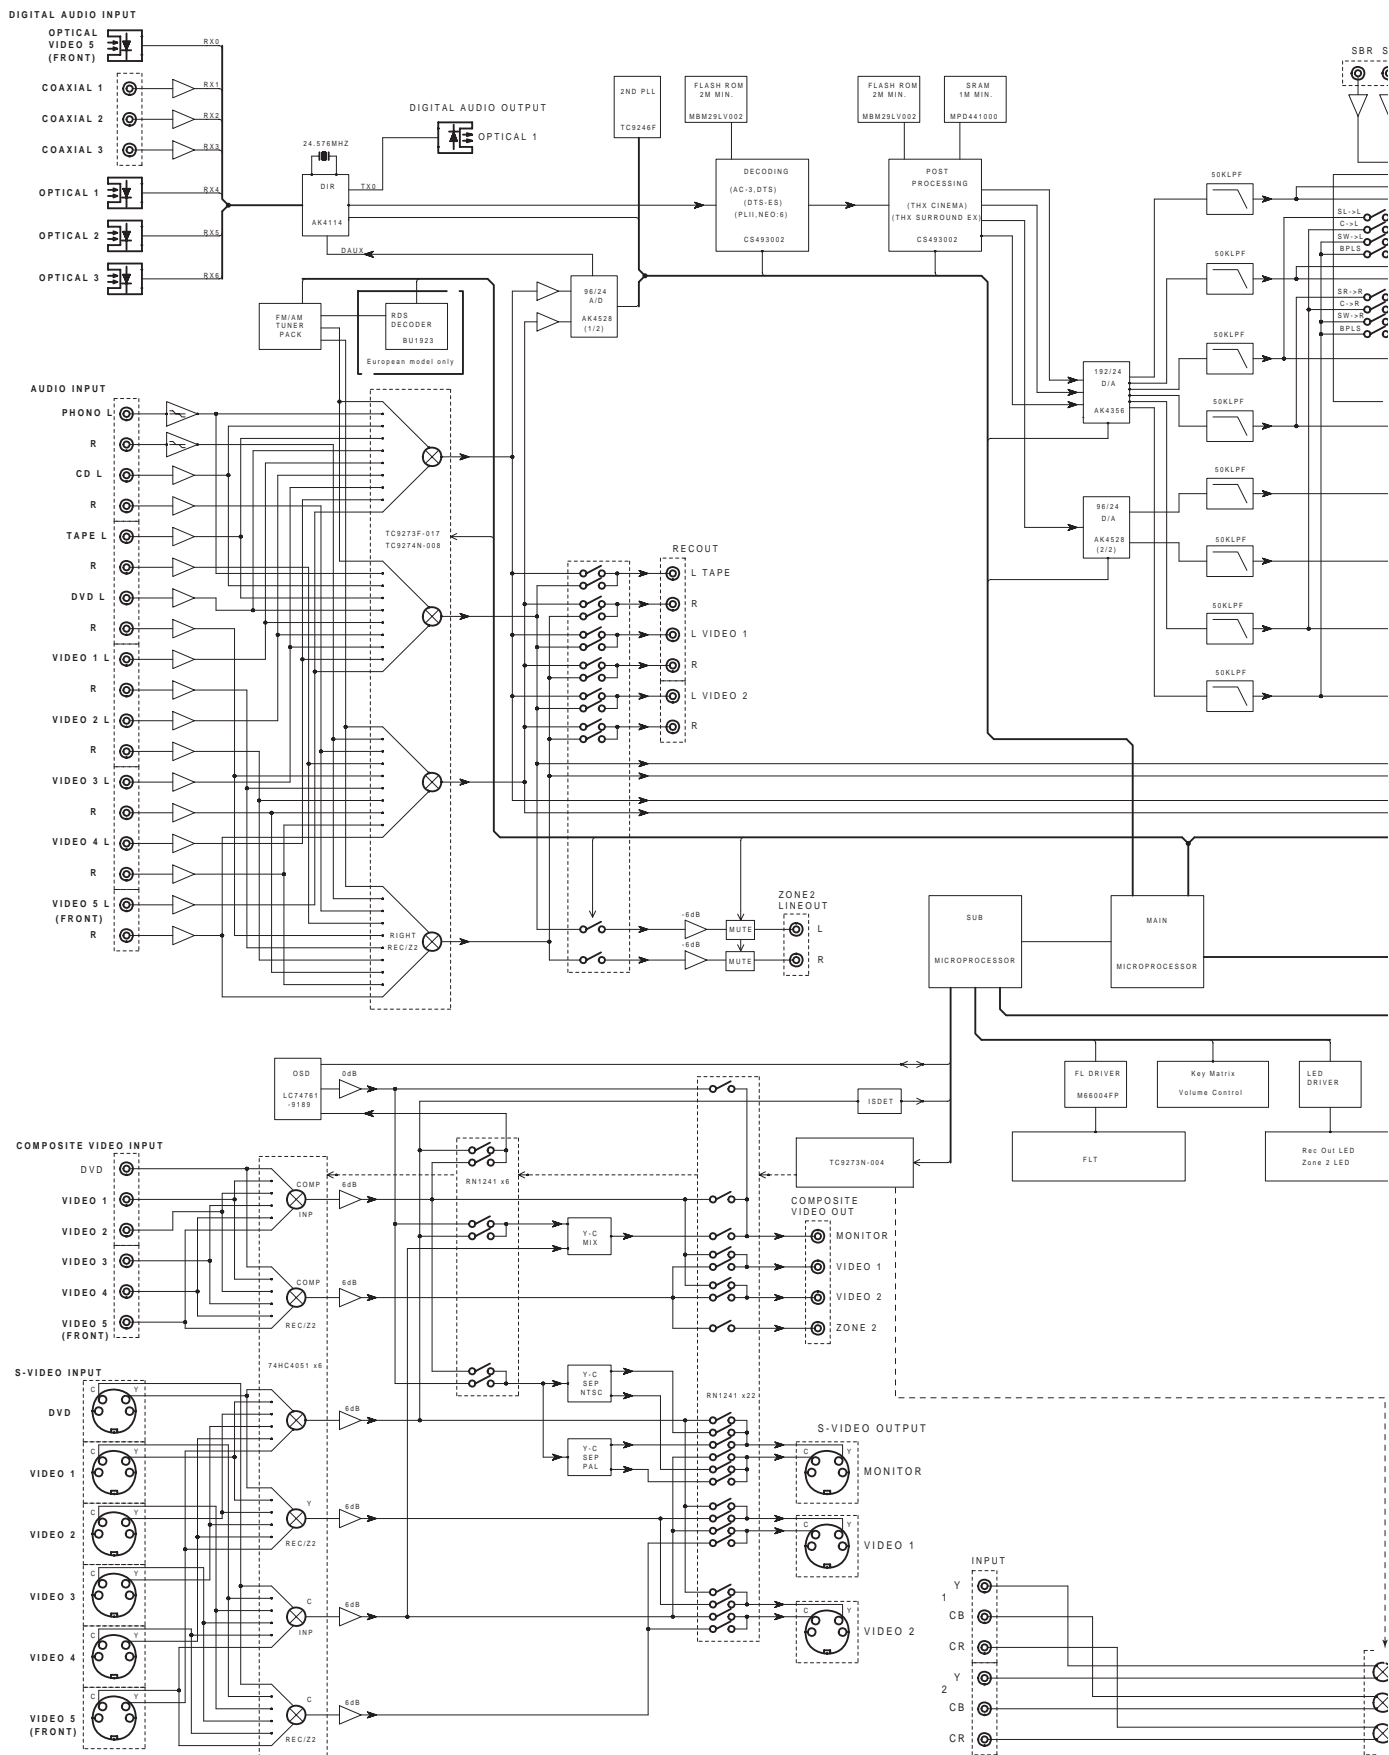 DIGITAL AUDIO INPUT
OPTICAL
VIDEO 5
(FRONT)
RX0
COAXIAL 1
RX1
COAXIAL 2
RX2
COAXIAL 3
RX3
OPTICAL 1
RX4
OPTICAL 2
RX5
OPTICAL 3
RX6
DIGITAL AUDIO OUTPUT
OPTICAL 1
24.576MHZ
DIR
AK4114
TX0
DAUX
2ND PLL
TC9246F
FLASH ROM
2M MIN.
MBM29LV002
FLASH ROM
2M MIN.
MBM29LV002
SRAM
1M MIN.
MPD441000
DECODING
(AC-3,DTS)
(DTS-ES)
(PLII,NEO:6)
CS493002
POST
PROCESSING
(THX CINEMA)
(THX SURROUND EX)
CS493002
SBR S
50KLPF
50KLPF
50KLPF
50KLPF
50KLPF
50KLPF
50KLPF
50KLPF
SL->L
C->L
SW->L
BPLS
SR->R
C->R
SW->R
BPLS
FM/AM
TUNER
PACK
RDS
DECODER
BU1923
European model only
96/24
A/D
AK4528
(1/2)
192/24
D/A
AK4356
96/24
D/A
AK4528
(2/2)
AUDIO INPUT
PHONO L
R
CD L
R
TAPE L
R
DVD L
R
VIDEO 1 L
R
VIDEO 2 L
R
VIDEO 3 L
R
VIDEO 4 L
R
VIDEO 5 L
(FRONT)
R
TC9273F-017
TC9274N-008
RIGHT
REC/Z2
RECOUT
L TAPE
R
L VIDEO 1
R
L VIDEO 2
R
ZONE2
LINEOUT
-6dB
MUTE
L
-6dB
MUTE
R
SUB
MICROPROCESSOR
MAIN
MICROPROCESSOR
OSD
LC74761
-9189
0dB
ISDET
FL DRIVER
M66004FP
Key Matrix
Volume Control
LED
DRIVER
FLT
Rec Out LED
Zone 2 LED
TC9273N-004
COMPOSITE VIDEO INPUT
DVD
VIDEO 1
VIDEO 2
VIDEO 3
VIDEO 4
VIDEO 5
(FRONT)
COMP
INP
6dB
COMP
REC/Z2
6dB
RN1241 x6
Y-C
MIX
COMPOSITE
VIDEO OUT
MONITOR
VIDEO 1
VIDEO 2
ZONE 2
74HC4051 x6
S-VIDEO INPUT
C Y
DVD
C Y
VIDEO 1
C Y
VIDEO 2
C Y
VIDEO 3
C Y
VIDEO 4
C Y
VIDEO 5
(FRONT)
6dB
Y
REC/Z2
6dB
C
INP
6dB
C
REC/Z2
6dB
Y-C
SEP
NTSC
Y-C
SEP
PAL
RN1241 x22
S-VIDEO OUTPUT
C Y
MONITOR
C Y
VIDEO 1
C Y
VIDEO 2
INPUT
1
Y
CB
CR
2
Y
CB
CR